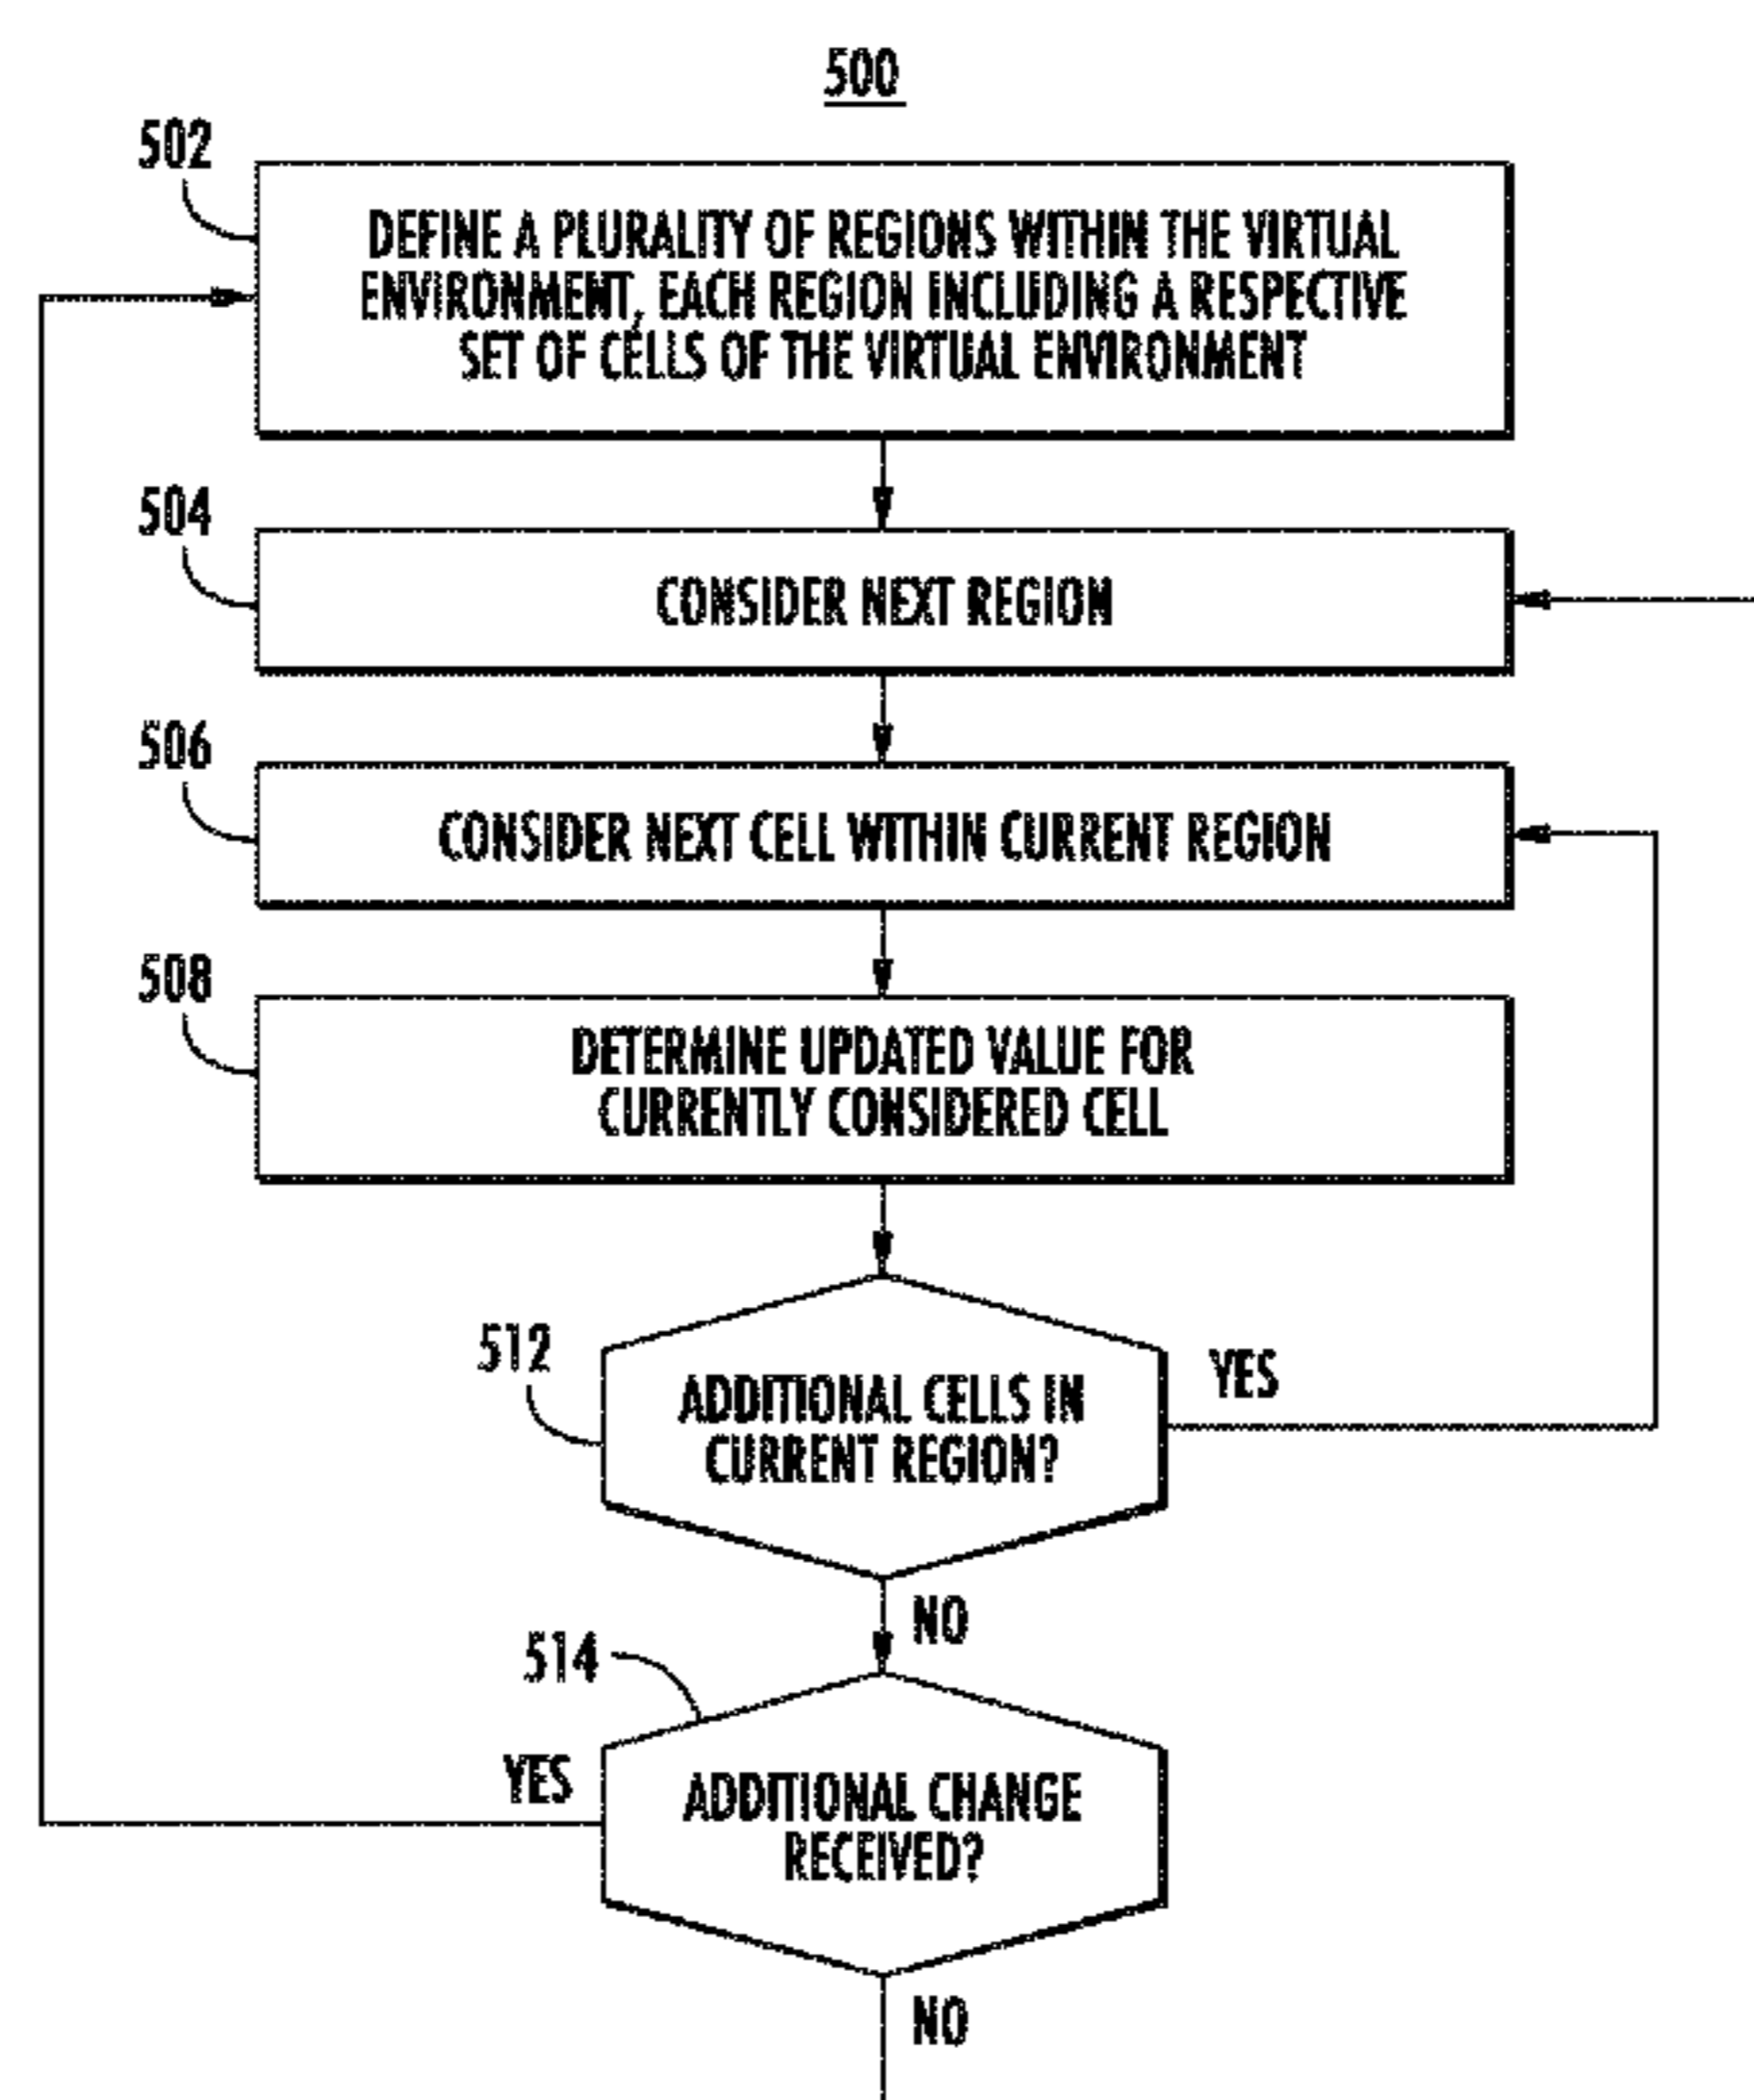 500
502
DEFINE A PLURALITY OF REGIONS WITHIN THE VIRTUAL
ENVIRONMENT, EACH REGION INCLUDING A RESPECTIVE
SET OF CELLS OF THE VIRTUAL ENVIRONMENT
504
CONSIDER NEXT REGION
506
CONSIDER NEXT CELL WITHIN CURRENT REGION
508
DETERMINE UPDATED VALUE FOR
CURRENTLY CONSIDERED CELL
512
ADDITIONAL CELLS IN
CURRENT REGION?
YES
NO
514
YES
ADDITIONAL CHANGE
RECEIVED?
NO